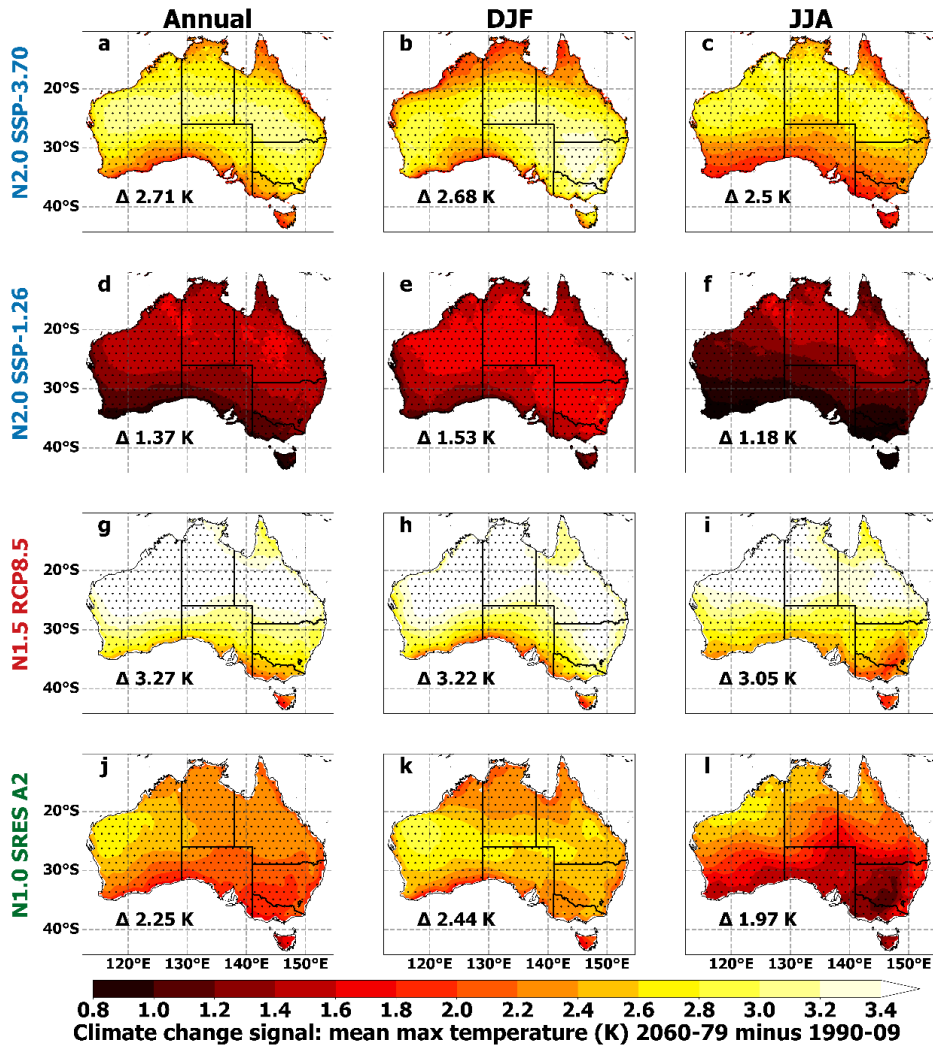 Annual DJF JJA
N2.0 SSP-3.70
a b c
20°S
30°S
40°S
Δ 2.71 K Δ 2.68 K Δ 2.5 K
N2.0 SSP-1.26
d e f
20°S
30°S
40°S
Δ 1.37 K Δ 1.53 K Δ 1.18 K
N1.5 RCP8.5
g h i
20°S
30°S
40°S
Δ 3.27 K Δ 3.22 K Δ 3.05 K
N1.0 SRES A2
j k l
20°S
30°S
40°S
Δ 2.25 K Δ 2.44 K Δ 1.97 K
120°E 130°E 140°E 150°E 120°E 130°E 140°E 150°E 120°E 130°E 140°E 150°E
0.8 1.0 1.2 1.4 1.6 1.8 2.0 2.2 2.4 2.6 2.8 3.0 3.2 3.4
Climate change signal: mean max temperature (K) 2060-79 minus 1990-09